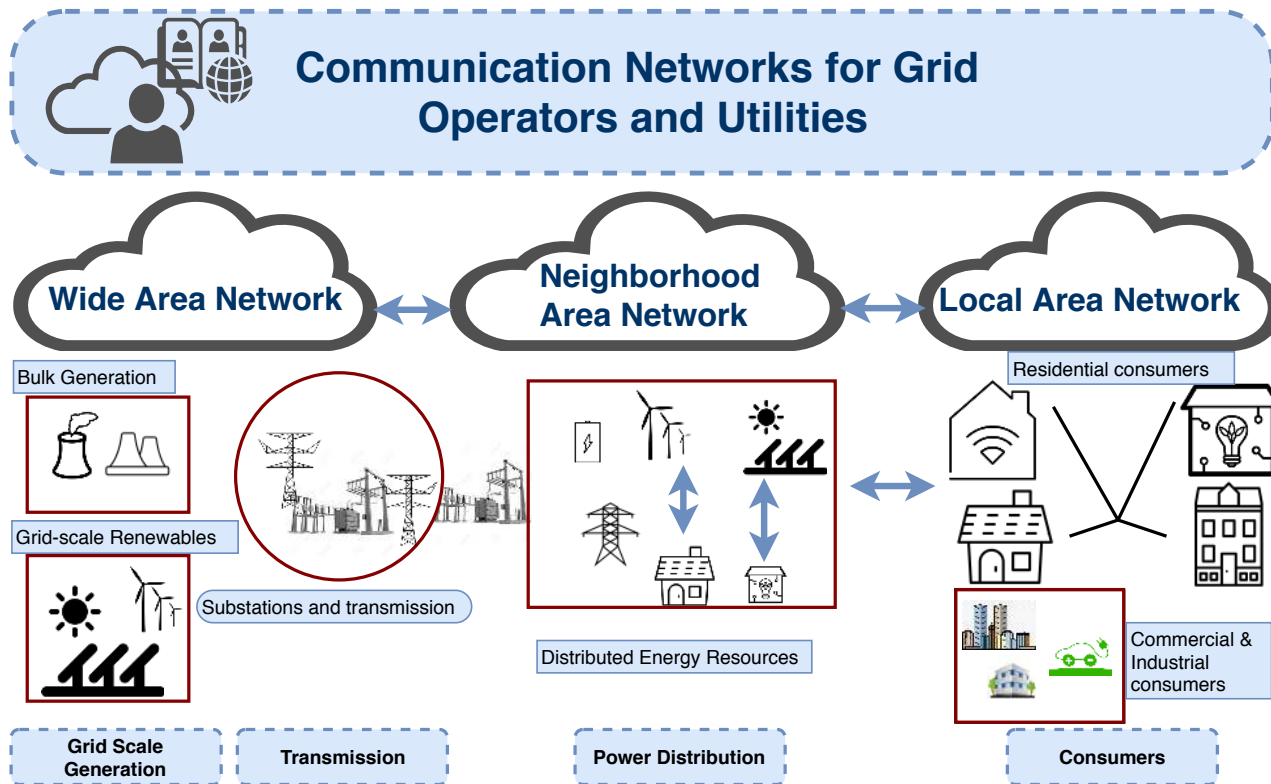 Communication Networks for Grid
Operators and Utilities
Wide Area Network
Neighborhood
Area Network
Local Area Network
Bulk Generation
Residential consumers
Grid-scale Renewables
Substations and transmission
Distributed Energy Resources
Commercial &
Industrial
consumers
Grid Scale
Generation
Transmission
Power Distribution
Consumers